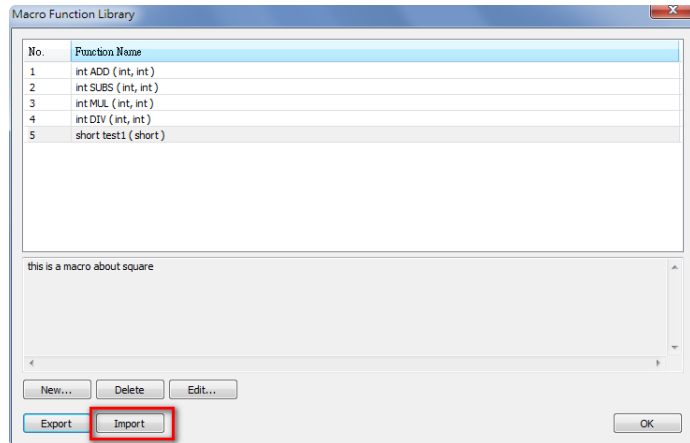 Macro Function Library
No. Function Name
1 int ADD ( int, int )
2 int SUBS ( int, int )
3 int MUL ( int, int )
4 int DIV ( int, int )
5 short test1 ( short )
this is a macro about square
New... Delete Edit...
Export Import OK